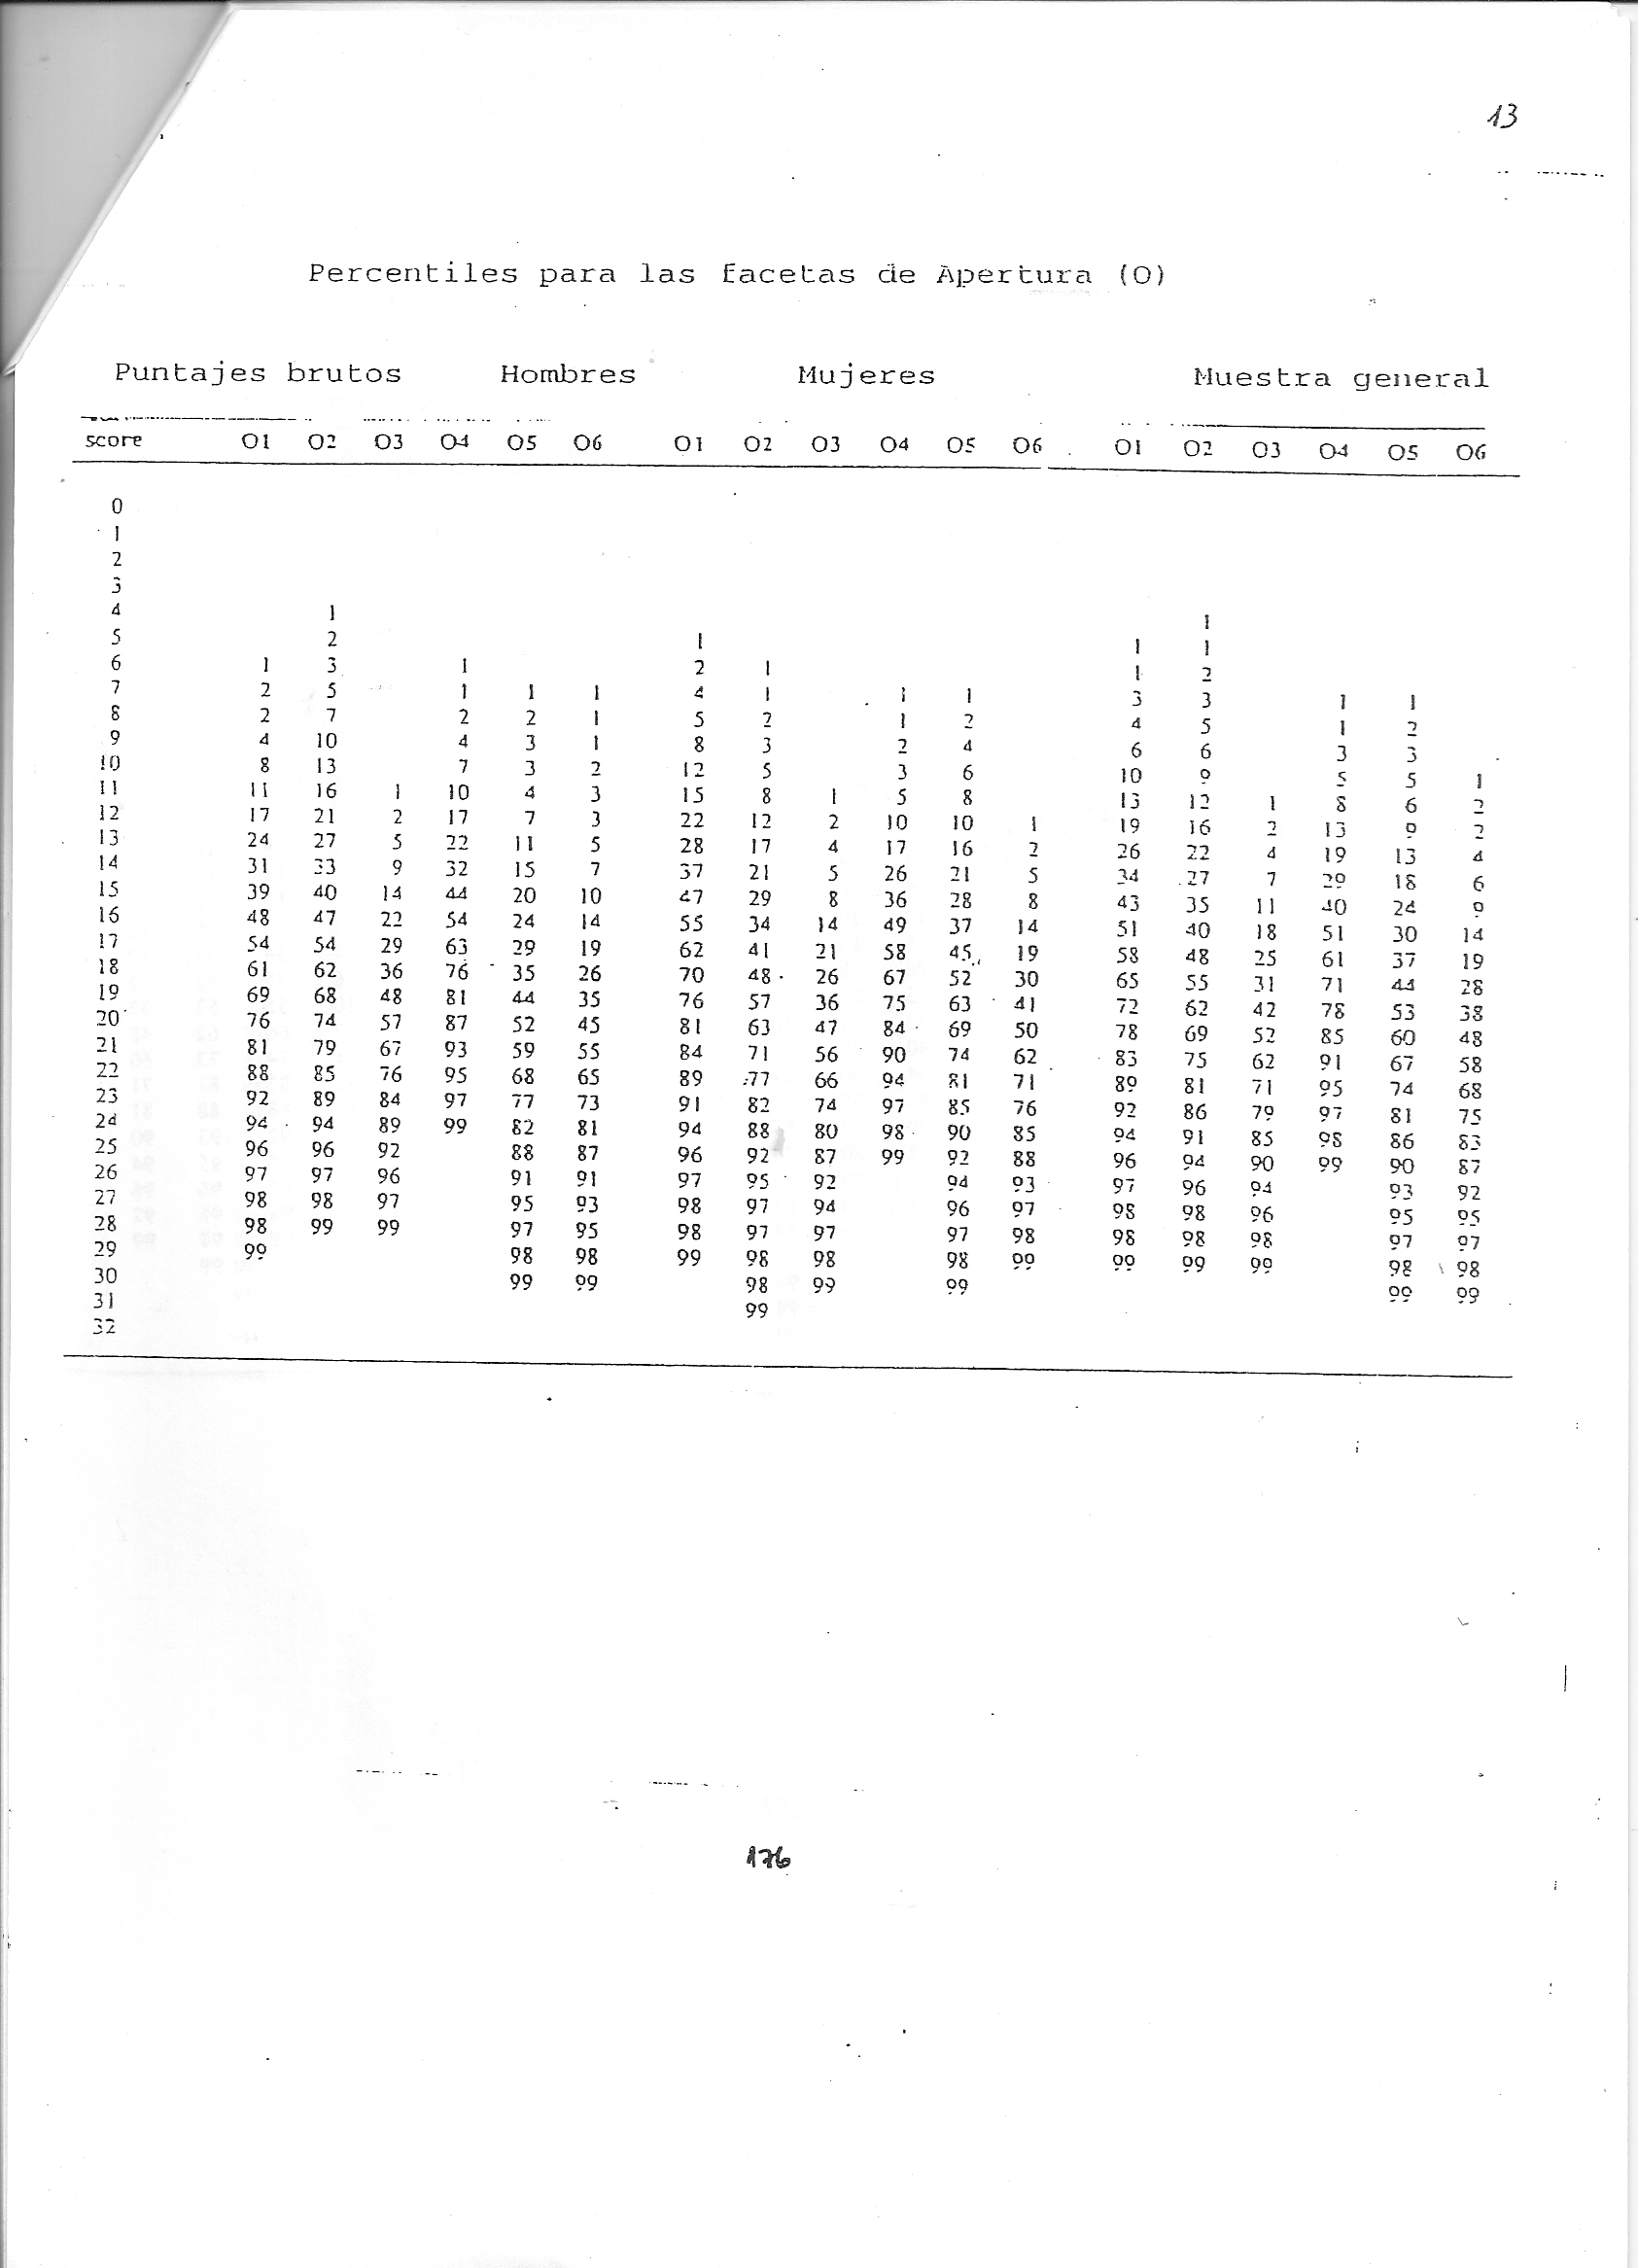 13
Percentiles para las facetas de Apertura (O)
Puntajes brutos Hombres Mujeres Muestra general
score O1 O2 O3 O4 O5 O6 O1 O2 O3 O4 O5 O6 O1 O2 O3 O4 O5 O6
0
1
2
3
4 1 1
5 2 1 1 1
6 1 3 1 2 1 1 2
7 2 5 1 1 1 4 1 1 1 3 3 1 1
8 2 7 2 2 1 5 2 1 2 4 5 1 2
9 4 10 4 3 1 8 3 2 4 6 6 3 3
10 8 13 7 3 2 12 5 3 6 10 9 5 5 1
11 11 16 1 10 4 3 15 8 1 5 8 13 12 1 8 6 2
12 17 21 2 17 7 3 22 12 2 10 10 1 19 16 2 13 9 2
13 24 27 5 22 11 5 28 17 4 17 16 2 26 22 4 19 13 4
14 31 33 9 32 15 7 37 21 5 26 21 5 34 27 7 29 18 6
15 39 40 14 44 20 10 47 29 8 36 28 8 43 35 11 40 24 9
16 48 47 22 54 24 14 55 34 14 49 37 14 51 40 18 51 30 14
17 54 54 29 63 29 19 62 41 21 58 45 19 58 48 25 61 37 19
18 61 62 36 76 35 26 70 48 26 67 52 30 65 55 31 71 44 28
19 69 68 48 81 44 35 76 57 36 75 63 41 72 62 42 78 53 38
20 76 74 57 87 52 45 81 63 47 84 69 50 78 69 52 85 60 48
21 81 79 67 93 59 55 84 71 56 90 74 62 83 75 62 91 67 58
22 88 85 76 95 68 65 89 77 66 94 81 71 89 81 71 95 74 68
23 92 89 84 97 77 73 91 82 74 97 85 76 92 86 79 97 81 75
24 94 94 89 99 82 81 94 88 80 98 90 85 94 91 85 98 86 83
25 96 96 92 88 87 96 92 87 99 92 88 96 94 90 99 90 87
26 97 97 96 91 91 97 95 92 94 93 97 96 94 93 92
27 98 98 97 95 93 98 97 94 96 97 98 98 96 95 95
28 98 99 99 97 95 98 97 97 97 98 98 98 98 97 97
29 99 98 98 99 98 98 98 99 99 99 99 98 98
30 99 99 98 99 99 99 99
31 99
32
176